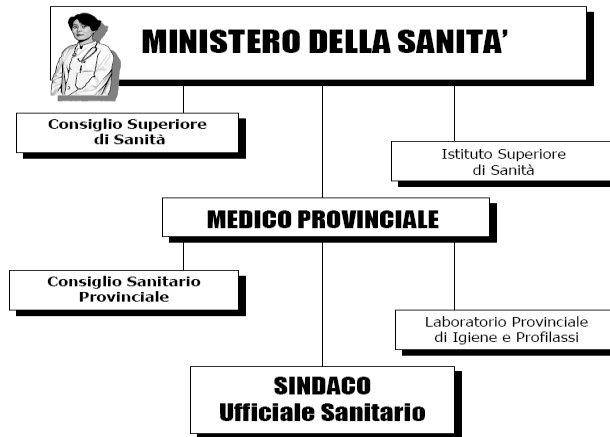 MINISTERO DELLA SANITA’
Consiglio Superiore
di Sanità
Istituto Superiore
di Sanità
MEDICO PROVINCIALE
Consiglio Sanitario
Provinciale
Laboratorio Provinciale
di Igiene e Profilassi
SINDACO
Ufficiale Sanitario